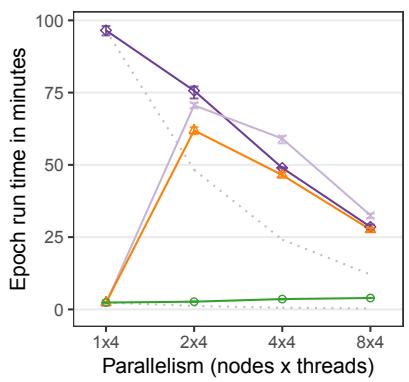 Epoch run time in minutes
100
75
50
25
0
1x4 2x4 4x4 8x4
Parallelism (nodes x threads)